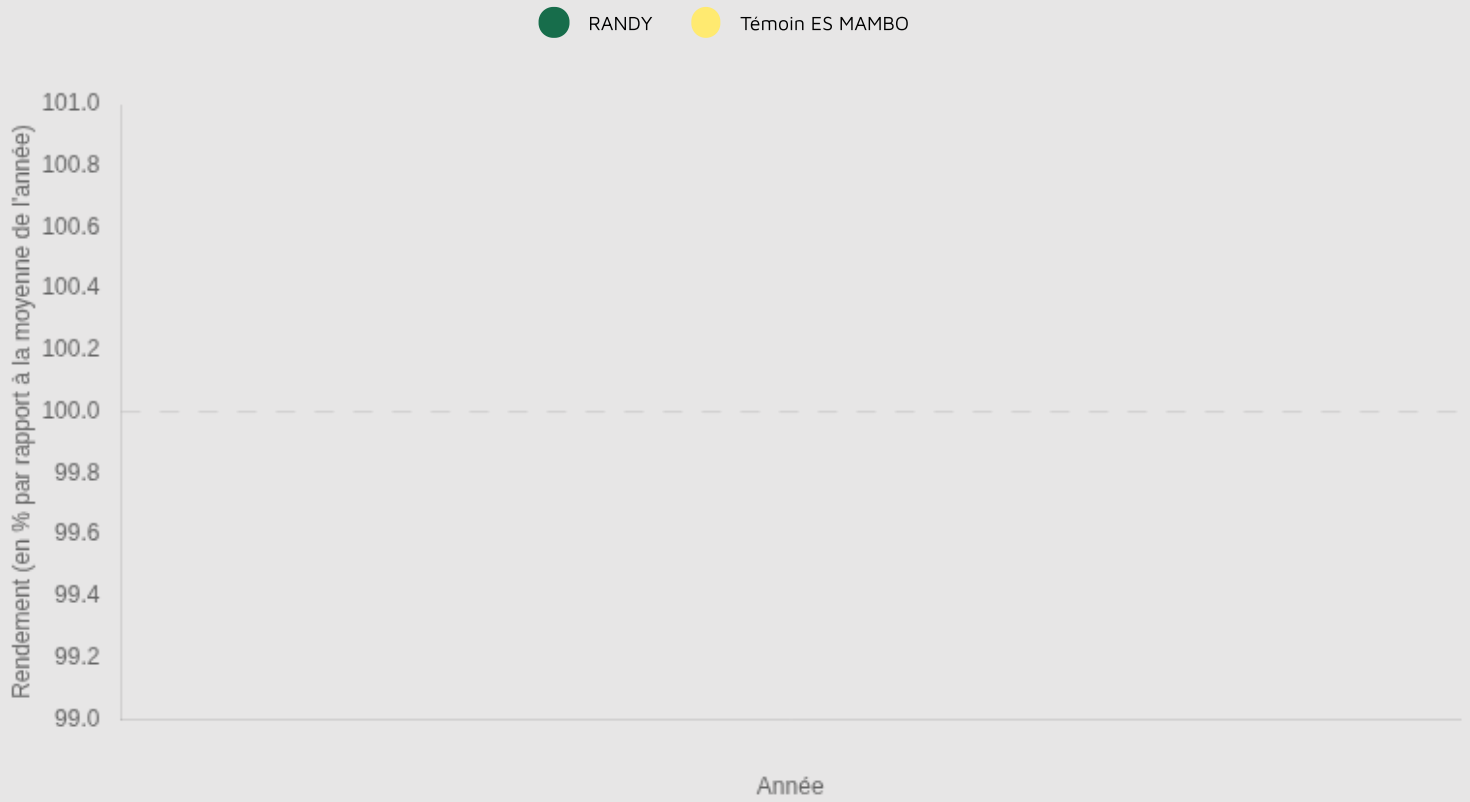 RANDY
Témoin ES MAMBO
Rendement (en % par rapport à la moyenne de l'année)
101.0
100.8
100.6
100.4
100.2
100.0
99.8
99.6
99.4
99.2
99.0
Année